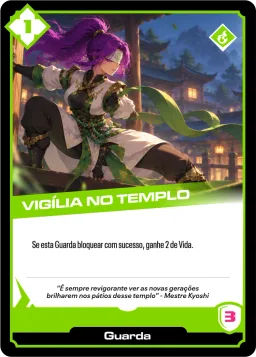 1
VIGÍLIA NO TEMPLO
Se esta Guarda bloquear com sucesso, ganhe 2 de Vida.
"É sempre revigorante ver as novas gerações
brilharem nos pátios desse templo" - Mestre Kyoshi
3
Guarda